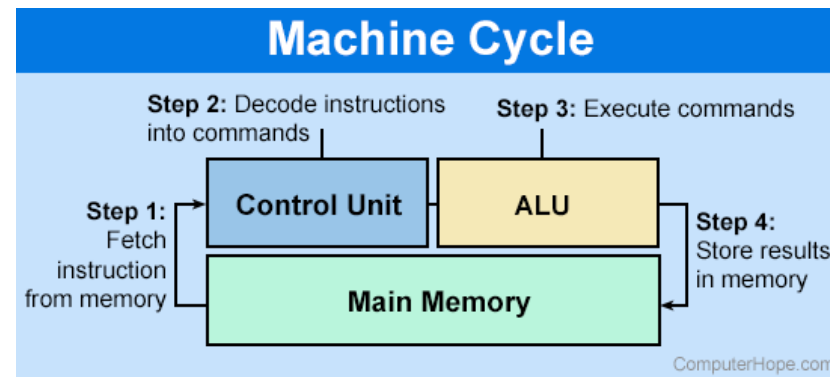 Machine Cycle
Step 2: Decode instructions
into commands
Step 3: Execute commands
Control Unit
ALU
Step 1:
Fetch
instruction
from memory
Step 4:
Store results
in memory
Main Memory
ComputerHope.com